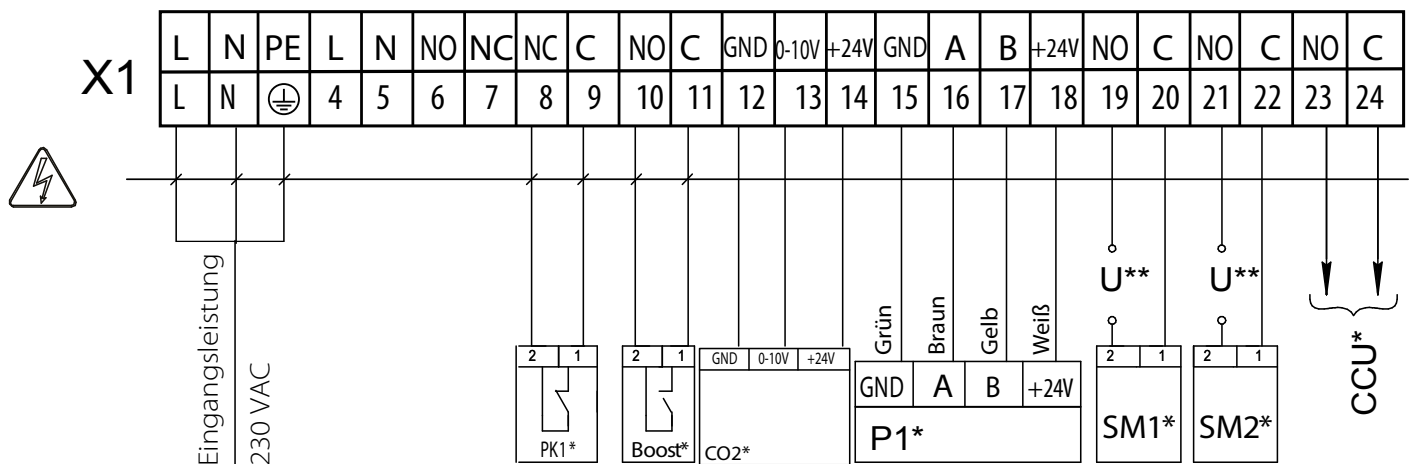 X1
L N PE L N NO NC NC C NO C GND 0-10V +24V GND A B +24V NO C NO C NO C
L N 4 5 6 7 8 9 10 11 12 13 14 15 16 17 18 19 20 21 22 23 24
Eingangsleistung
230 VAC
2 1
PK1*
2 1
Boost*
GND 0-10V +24V
CO2*
Grün
Braun
Gelb
Weiß
GND A B +24V
P1*
U**
2 1
SM1*
U**
2 1
SM2*
CCU*